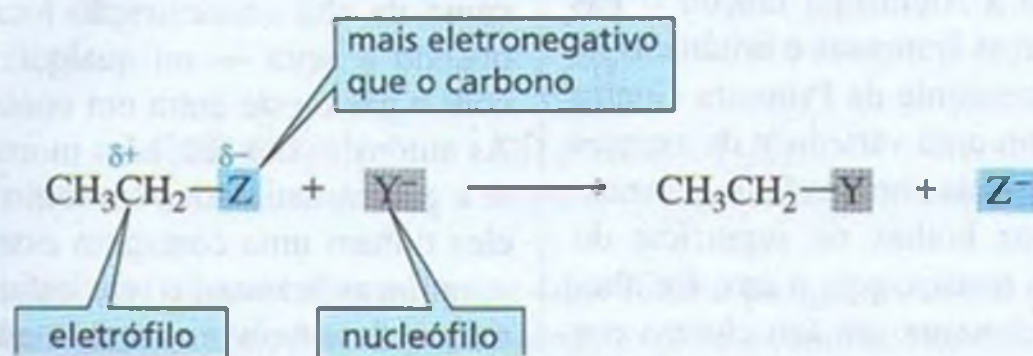 mais eletronegativo
que o carbono
δ+ δ−
CH₃CH₂—Z + Y⁻ → CH₃CH₂—Y + Z⁻
eletrófilo nucleófilo